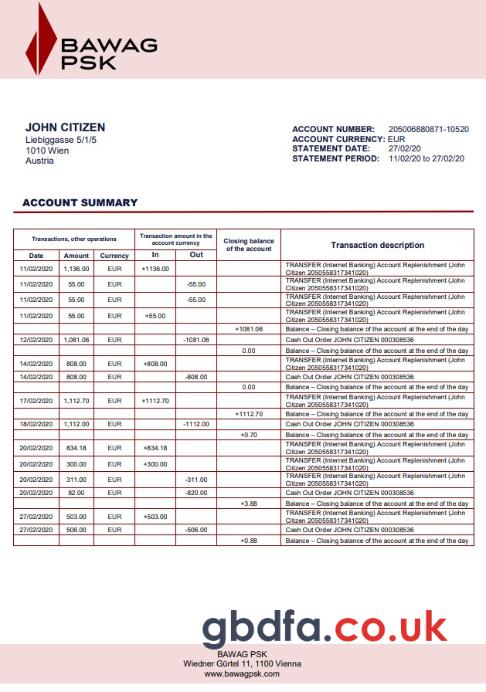 BAWAG
PSK
JOHN CITIZEN
Liebiggasse 5/1/5
1010 Wien
Austria
ACCOUNT NUMBER: 205006880871-10520
ACCOUNT CURRENCY: EUR
STATEMENT DATE: 27/02/20
STATEMENT PERIOD: 11/02/20 to 27/02/20
ACCOUNT SUMMARY
Transactions, other operations
Transaction amount in the
account currency
Closing balance
of the account
Transaction description
Date Amount Currency In Out
11/02/2020 1,136.00 EUR +1136.00 TRANSFER (Internet Banking) Account Replenishment (John
Citizen 2050558317341020)
11/02/2020 55.00 EUR -55.00 TRANSFER (Internet Banking) Account Replenishment (John
Citizen 2050558317341020)
11/02/2020 55.00 EUR -55.00 TRANSFER (Internet Banking) Account Replenishment (John
Citizen 2050558317341020)
11/02/2020 55.00 EUR +55.00 TRANSFER (Internet Banking) Account Replenishment (John
Citizen 2050558317341020)
+1081.06 Balance – Closing balance of the account at the end of the day
12/02/2020 1,081.06 EUR -1081.06 Cash Out Order JOHN CITIZEN 000308536
0.00 Balance – Closing balance of the account at the end of the day
14/02/2020 808.00 EUR +808.00 TRANSFER (Internet Banking) Account Replenishment (John
Citizen 2050558317341020)
14/02/2020 808.00 EUR -808.00 Cash Out Order JOHN CITIZEN 000308536
0.00 Balance – Closing balance of the account at the end of the day
17/02/2020 1,112.70 EUR +1112.70 TRANSFER (Internet Banking) Account Replenishment (John
Citizen 2050558317341020)
+1112.70 Balance – Closing balance of the account at the end of the day
18/02/2020 1,112.00 EUR -1112.00 Cash Out Order JOHN CITIZEN 000308536
+0.70 Balance – Closing balance of the account at the end of the day
20/02/2020 834.18 EUR +834.18 TRANSFER (Internet Banking) Account Replenishment (John
Citizen 2050558317341020)
20/02/2020 300.00 EUR +300.00 TRANSFER (Internet Banking) Account Replenishment (John
Citizen 2050558317341020)
20/02/2020 311.00 EUR -311.00 TRANSFER (Internet Banking) Account Replenishment (John
Citizen 2050558317341020)
20/02/2020 82.00 EUR -820.00 Cash Out Order JOHN CITIZEN 000308536
+3.88 Balance – Closing balance of the account at the end of the day
27/02/2020 503.00 EUR +503.00 TRANSFER (Internet Banking) Account Replenishment (John
Citizen 2050558317341020)
27/02/2020 506.00 EUR -506.00 Cash Out Order JOHN CITIZEN 000308536
+0.88 Balance – Closing balance of the account at the end of the day
gbdfa.co.uk
BAWAG PSK
Wiedner Gürtel 11, 1100 Vienna
www.bawagpsk.com